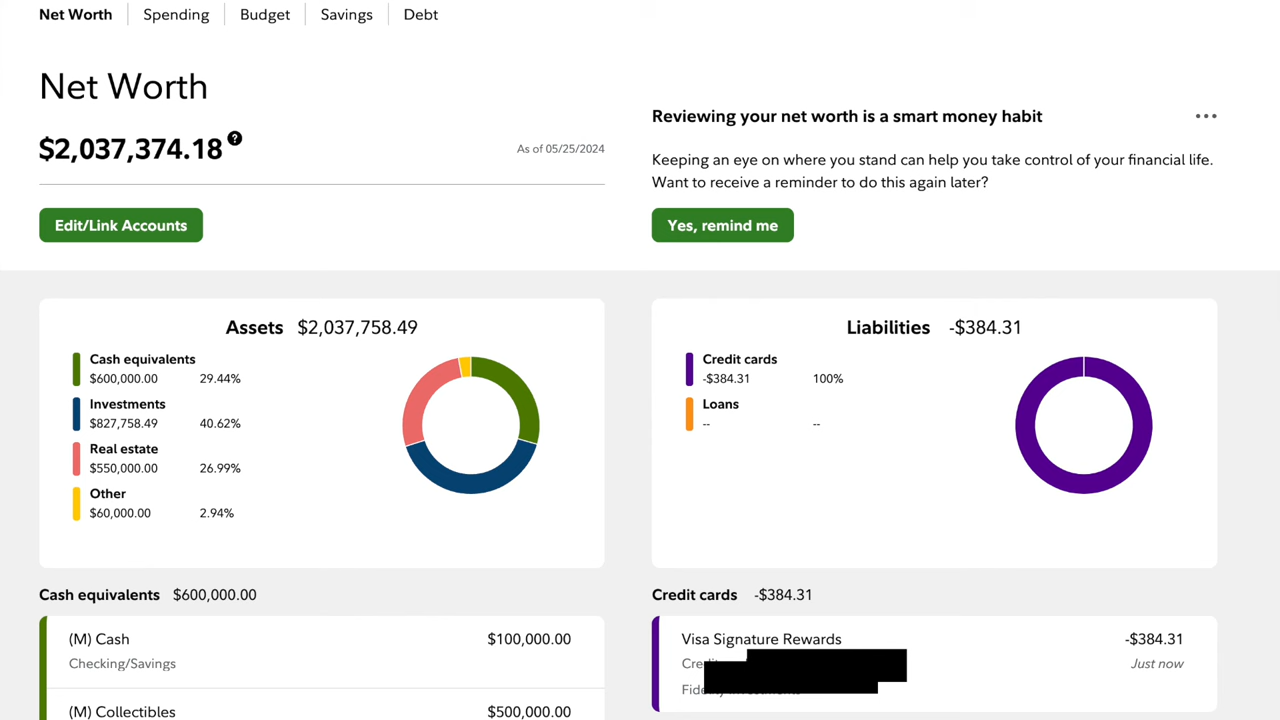 Net Worth
Spending
Budget
Savings
Debt
Net Worth
$2,037,374.18 ?
As of 05/25/2024
Edit/Link Accounts
Reviewing your net worth is a smart money habit
Keeping an eye on where you stand can help you take control of your financial life.
Want to receive a reminder to do this again later?
Yes, remind me
Assets $2,037,758.49
Cash equivalents
$600,000.00 29.44%
Investments
$827,758.49 40.62%
Real estate
$550,000.00 26.99%
Other
$60,000.00 2.94%
Liabilities -$384.31
Credit cards
-$384.31 100%
Loans
-- --
Cash equivalents $600,000.00
(M) Cash $100,000.00
Checking/Savings
(M) Collectibles $500,000.00
Credit cards -$384.31
Visa Signature Rewards -$384.31
Just now